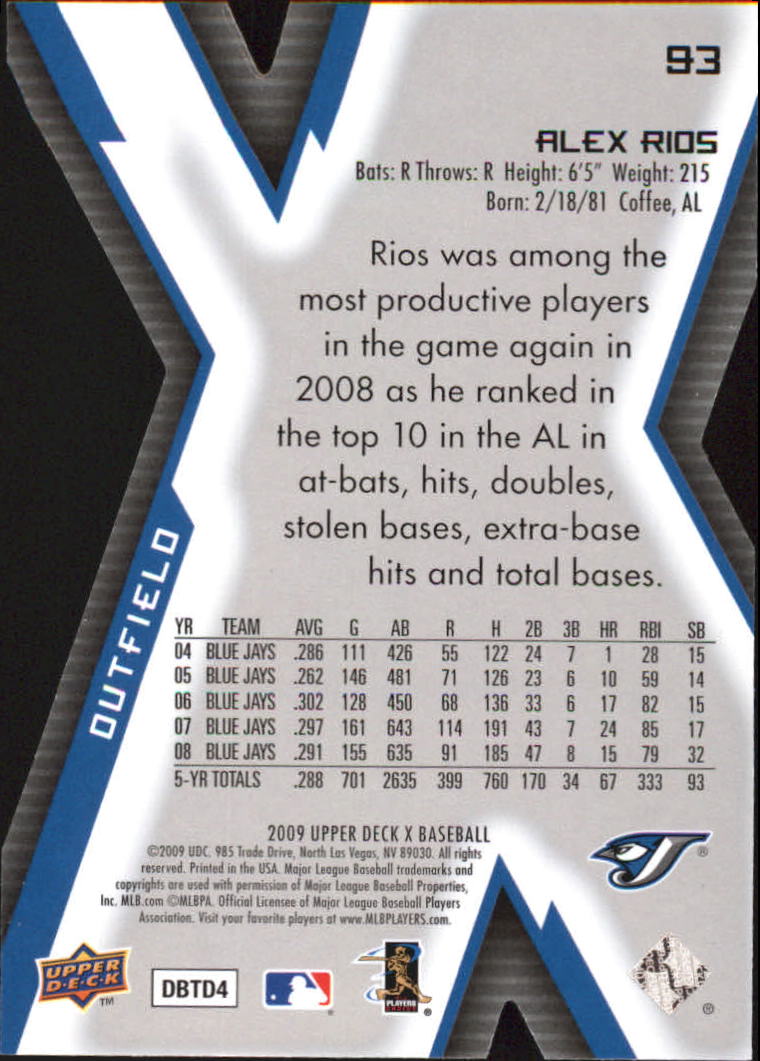 93
ALEX RIOS
Bats: R Throws: R Height: 6'5" Weight: 215
Born: 2/18/81 Coffee, AL
Rios was among the
most productive players
in the game again in
2008 as he ranked in
the top 10 in the AL in
at-bats, hits, doubles,
stolen bases, extra-base
hits and total bases.
OUTFIELD
YR TEAM AVG G AB R H 2B 3B HR RBI SB
04 BLUE JAYS .286 111 426 55 122 24 7 1 28 15
05 BLUE JAYS .262 146 481 71 126 23 6 10 59 14
06 BLUE JAYS .302 128 450 68 136 33 6 17 82 15
07 BLUE JAYS .297 161 643 114 191 43 7 24 85 17
08 BLUE JAYS .291 155 635 91 185 47 8 15 79 32
5-YR TOTALS .288 701 2635 399 760 170 34 67 333 93
2009 UPPER DECK X BASEBALL
©2009 UDC. 985 Trade Drive, North Las Vegas, NV 89030. All rights
reserved. Printed in the USA. Major League Baseball trademarks and
copyrights are used with permission of Major League Baseball Properties,
Inc. MLB.com ©MLBPA. Official Licensee of Major League Baseball Players
Association. Visit your favorite players at www.MLBPLAYERS.com.
®
UPPER
D·E·C·K
TM
DBTD4
®
PLAYERS
CHOICE
®
®